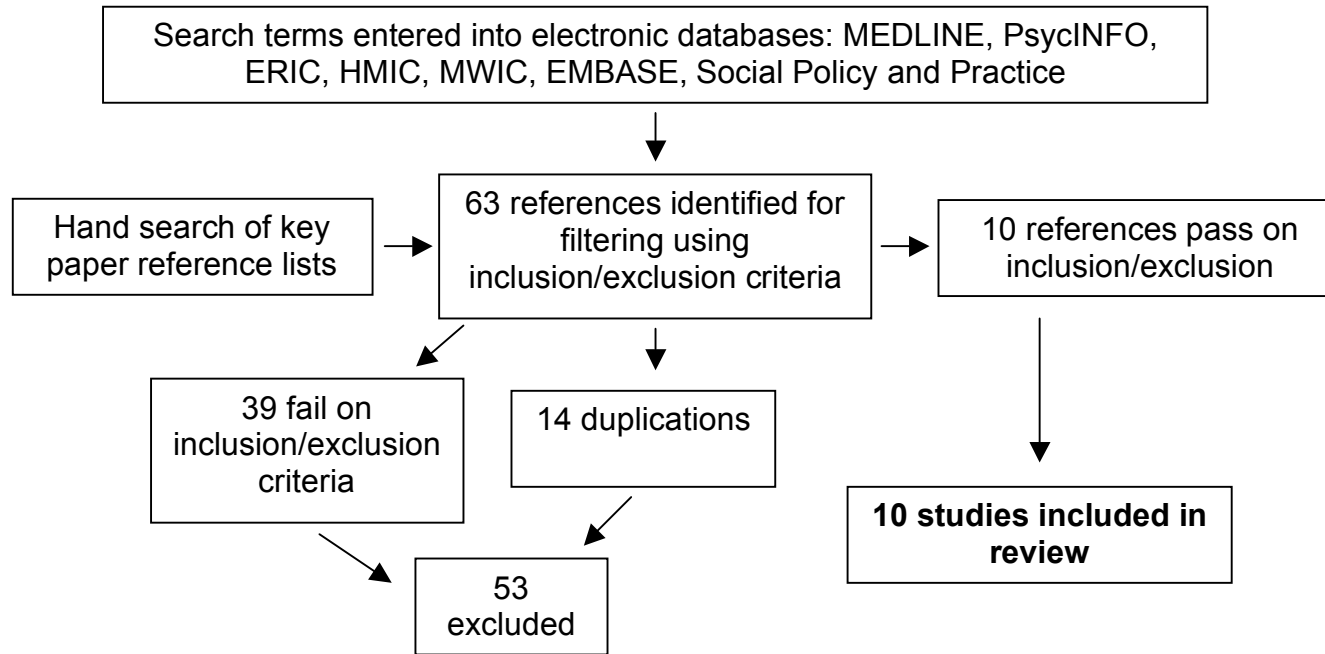 Search terms entered into electronic databases: MEDLINE, PsycINFO,
ERIC, HMIC, MWIC, EMBASE, Social Policy and Practice
Hand search of key
paper reference lists
63 references identified for
filtering using
inclusion/exclusion criteria
10 references pass on
inclusion/exclusion
39 fail on
inclusion/exclusion
criteria
14 duplications
10 studies included in
review
53
excluded